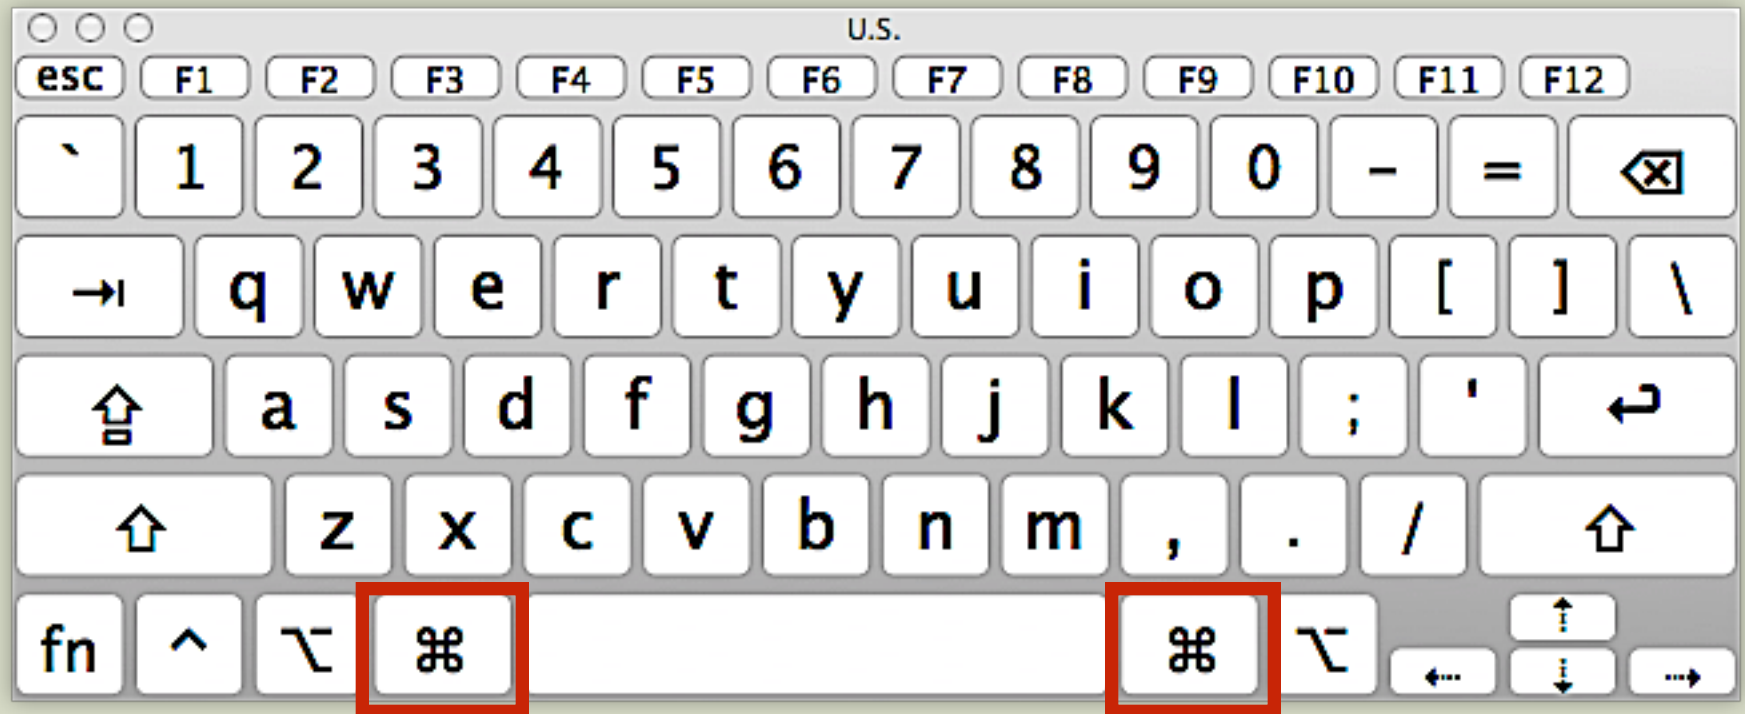 U.S.
esc F1 F2 F3 F4 F5 F6 F7 F8 F9 F10 F11 F12
` 1 2 3 4 5 6 7 8 9 0 - = ⌫
⇥ q w e r t y u i o p [ ] \
⇪ a s d f g h j k l ; ' ↩
⇧ z x c v b n m , . / ⇧
fn ^ ⌥ ⌘ ⌘ ⌥ ⇠ ⇡ ⇣ ⇢